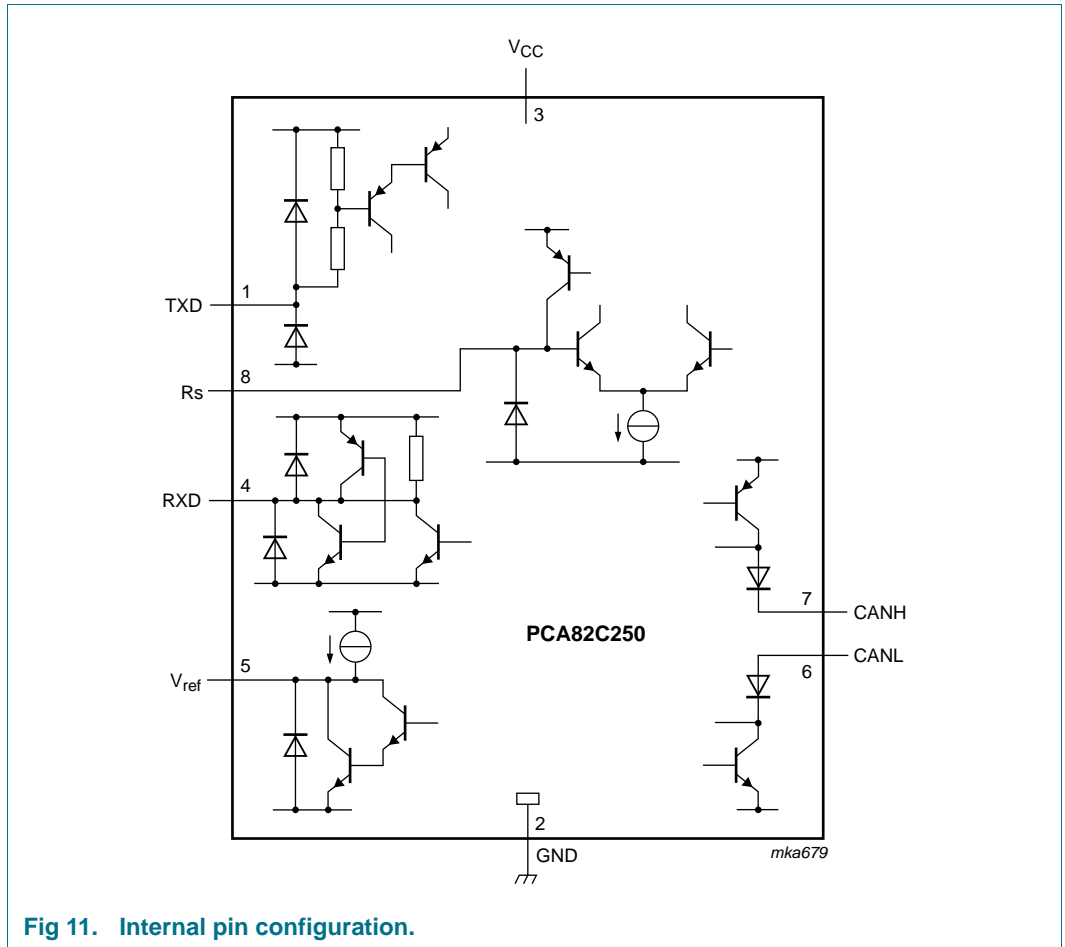 VCC
3
TXD
1
Rs
8
RXD
4
Vref
5
7
CANH
PCA82C250
CANL
6
2
GND
mka679
Fig 11. Internal pin configuration.